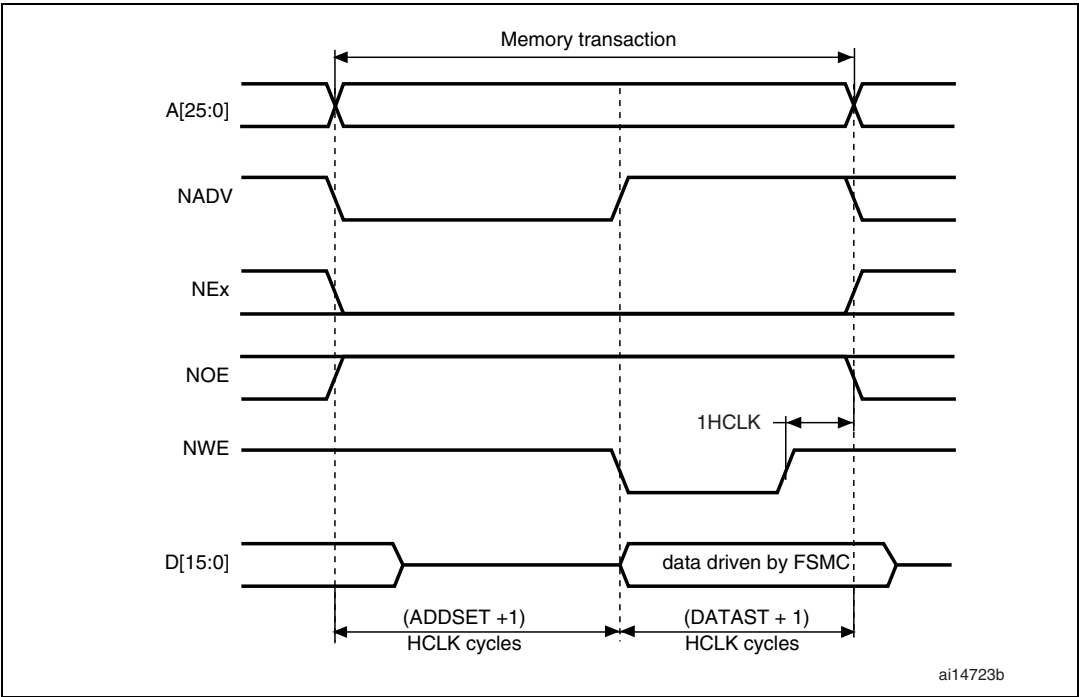 Memory transaction
A[25:0]
NADV
NEx
NOE
1HCLK
NWE
D[15:0]
data driven by FSMC
(ADDSET +1)
HCLK cycles
(DATAST + 1)
HCLK cycles
ai14723b